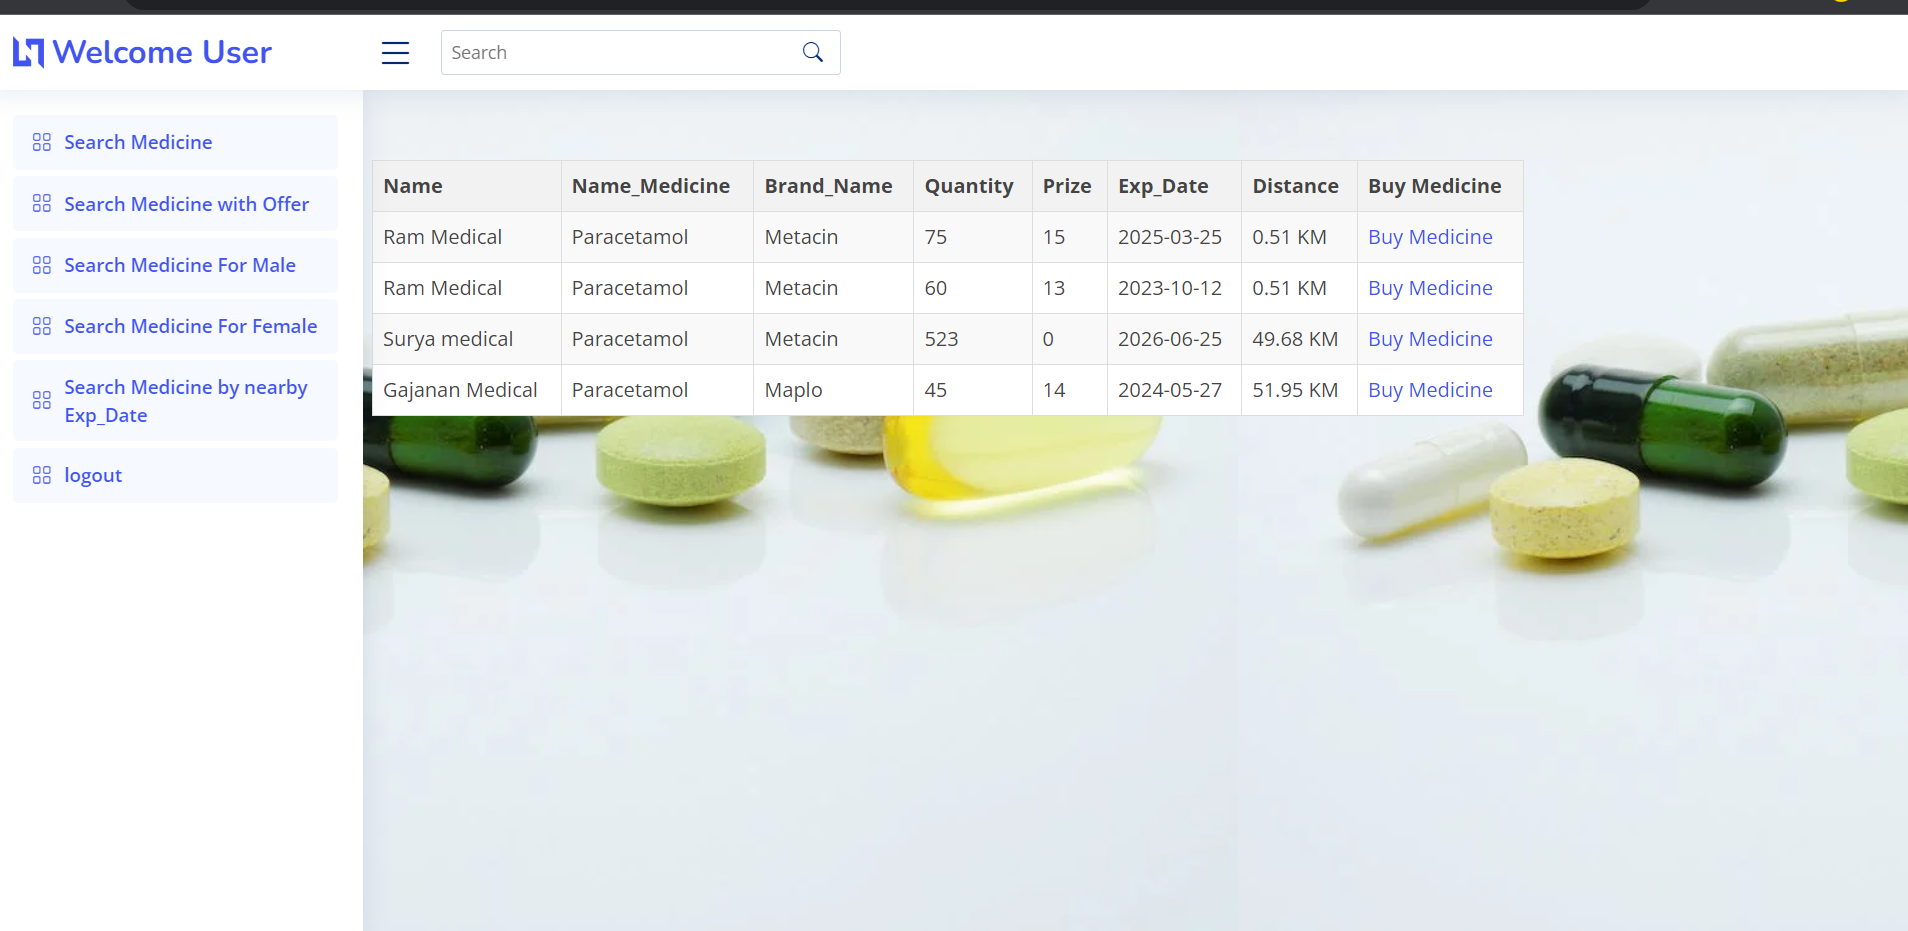 Welcome User
Search
Search Medicine
Search Medicine with Offer
Search Medicine For Male
Search Medicine For Female
Search Medicine by nearby
Exp_Date
logout
Name Name_Medicine Brand_Name Quantity Prize Exp_Date Distance Buy Medicine
Ram Medical Paracetamol Metacin 75 15 2025-03-25 0.51 KM Buy Medicine
Ram Medical Paracetamol Metacin 60 13 2023-10-12 0.51 KM Buy Medicine
Surya medical Paracetamol Metacin 523 0 2026-06-25 49.68 KM Buy Medicine
Gajanan Medical Paracetamol Maplo 45 14 2024-05-27 51.95 KM Buy Medicine